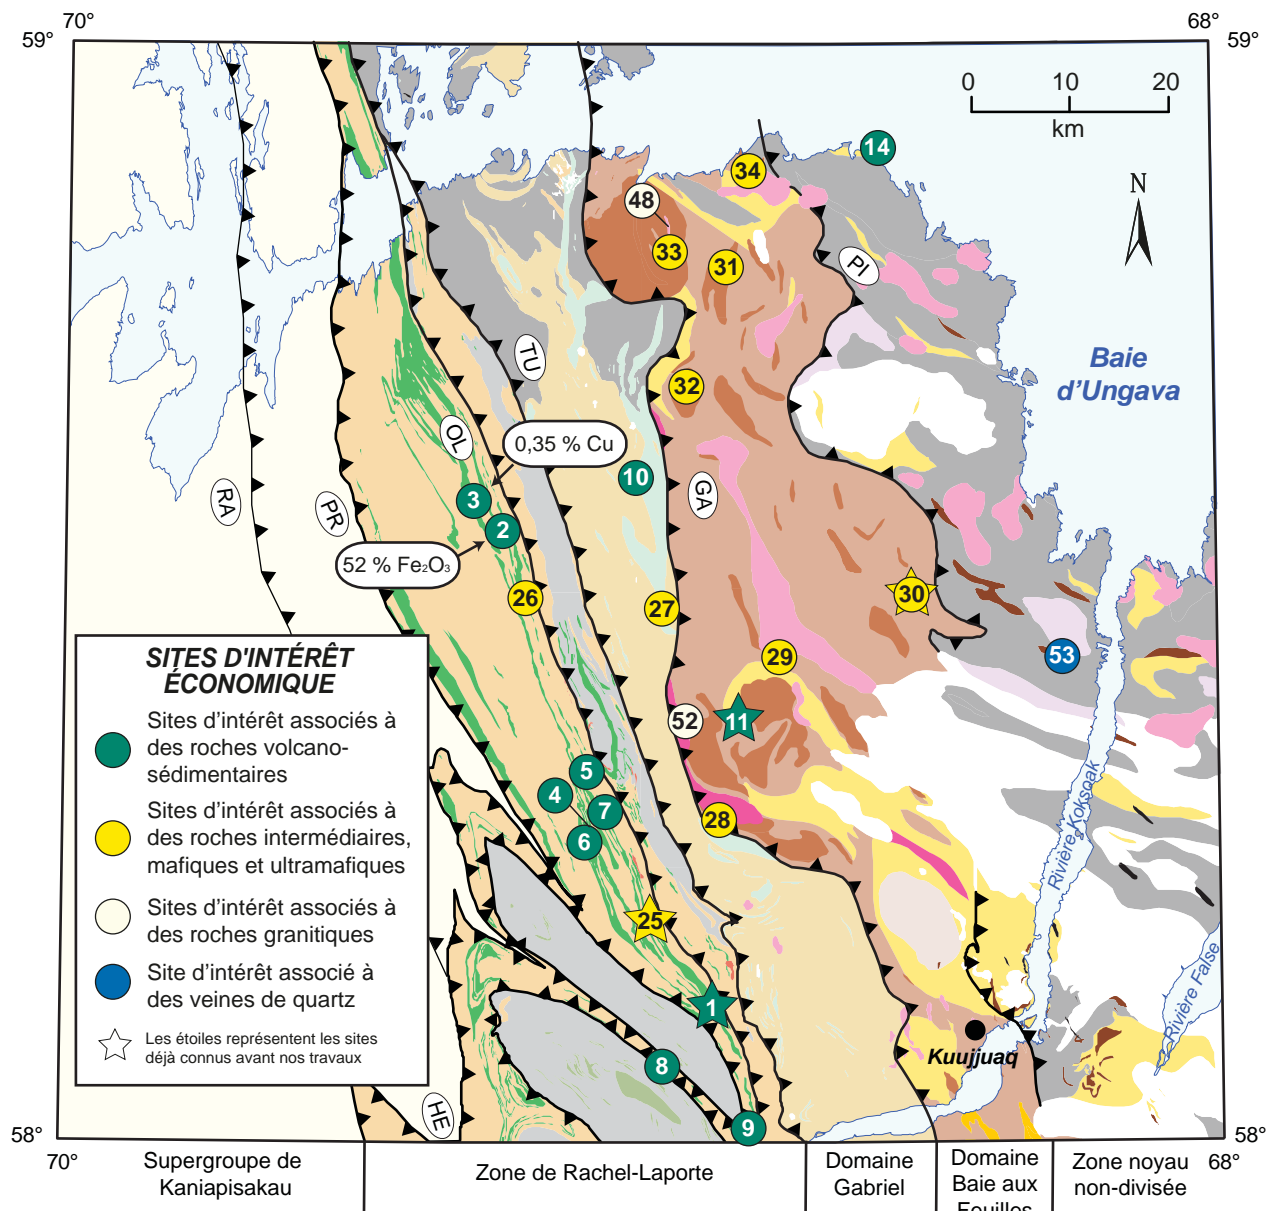 70°
68°
59°
59°
0
10
20
km
N
14
34
48
33
31
PI
Baie
d'Ungava
TU
32
OL
0,35 % Cu
10
GA
3
RA
PR
2
52 % Fe₂O₃
26
27
30
29
53
52
11
SITES D'INTÉRÊT
ÉCONOMIQUE
Sites d'intérêt associés à
des roches volcano-
sédimentaires
Sites d'intérêt associés à
des roches intermédiaires,
mafiques et ultramafiques
Sites d'intérêt associés à
des roches granitiques
Site d'intérêt associé à
des veines de quartz
Les étoiles représentent les sites
déjà connus avant nos travaux
5
4
7
6
28
Rivière Koksoak
25
Rivière False
1
Kuujjuaq
8
HE
9
58°
58°
70°
68°
Supergroupe de
Kaniapisakau
Zone de Rachel-Laporte
Domaine
Gabriel
Domaine
Baie aux
Feuilles
Zone noyau
non-divisée